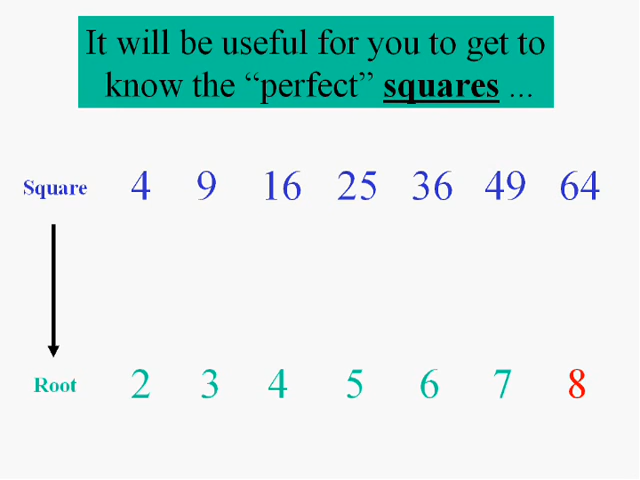 It will be useful for you to get to
know the “perfect” squares ...
Square 4 9 16 25 36 49 64
Root 2 3 4 5 6 7 8